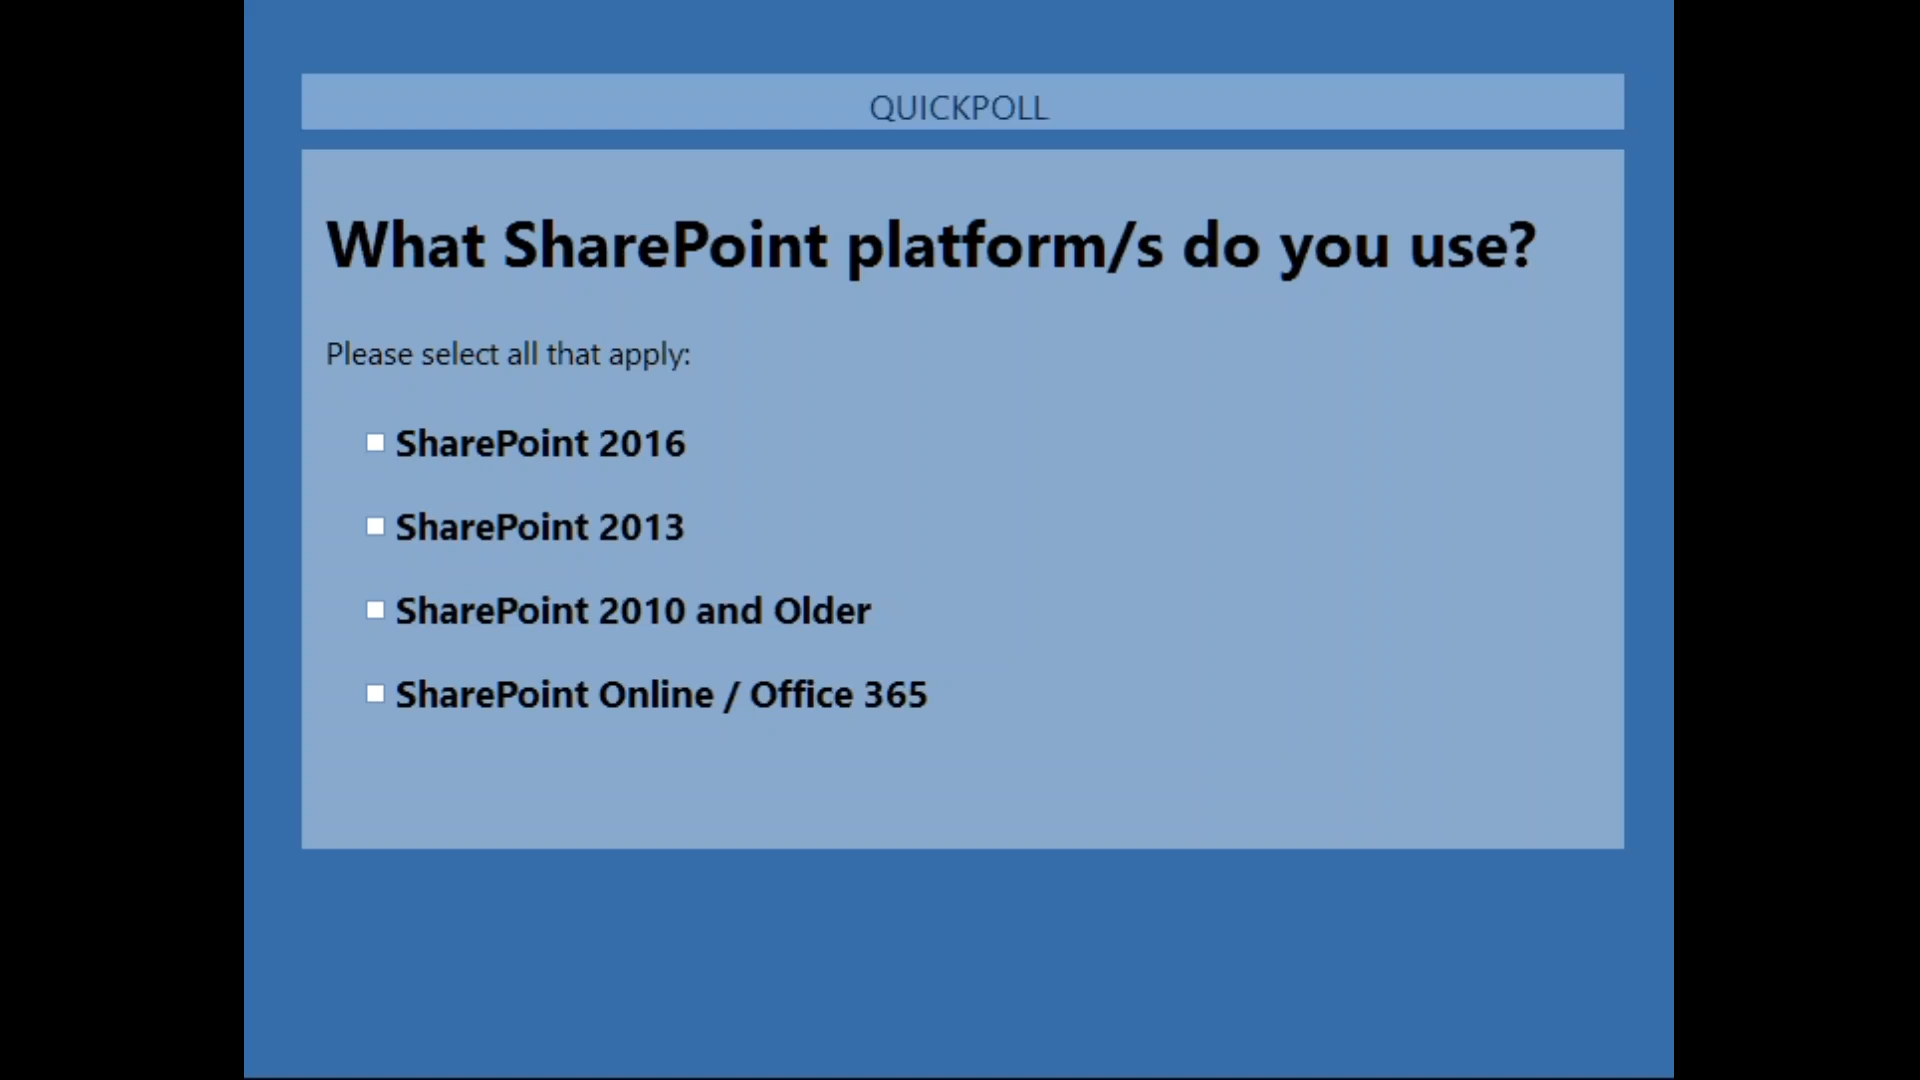 QUICKPOLL
What SharePoint platform/s do you use?
Please select all that apply:
SharePoint 2016
SharePoint 2013
SharePoint 2010 and Older
SharePoint Online / Office 365